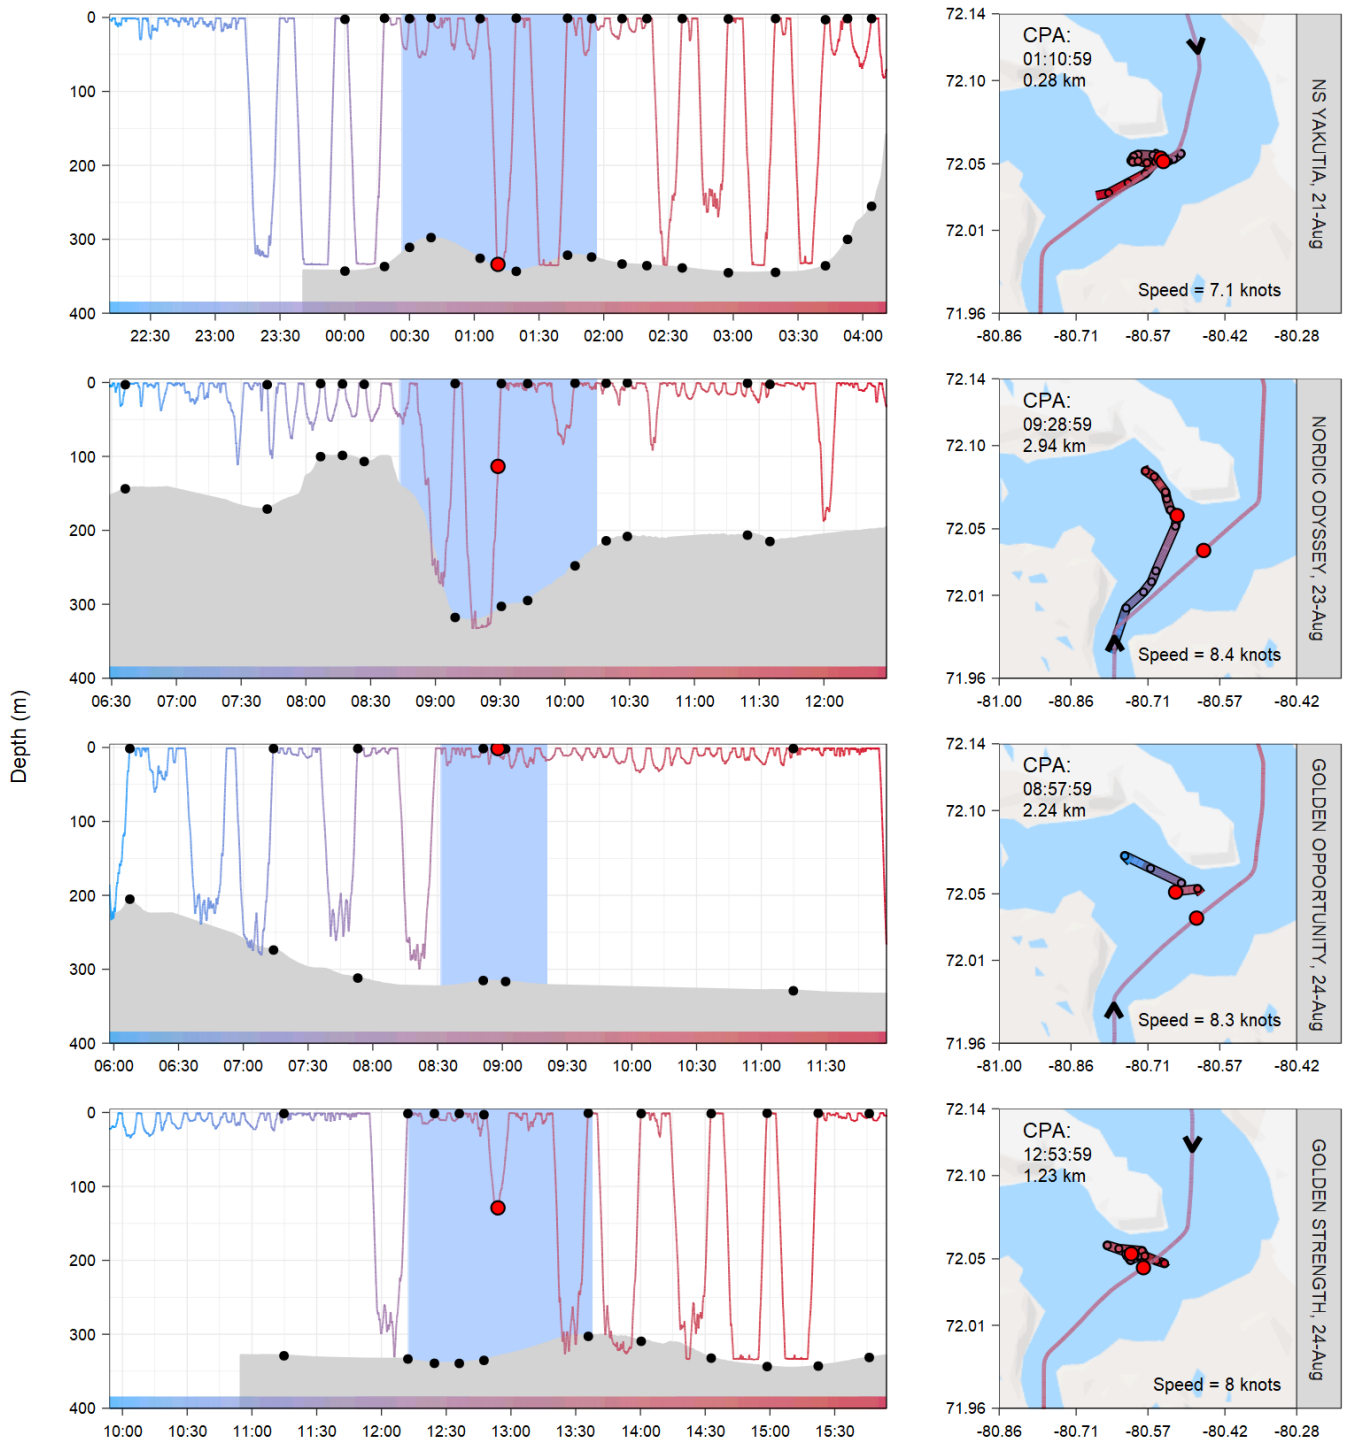 Depth (m)
0
100
200
300
400
22:30 23:00 23:30 00:00 00:30 01:00 01:30 02:00 02:30 03:00 03:30 04:00
72.14
72.10
72.05
72.01
71.96
CPA:
01:10:59
0.28 km
Speed = 7.1 knots
-80.86 -80.71 -80.57 -80.42 -80.28
NS YAKUTIA, 21-Aug
0
100
200
300
400
06:30 07:00 07:30 08:00 08:30 09:00 09:30 10:00 10:30 11:00 11:30 12:00
72.14
72.10
72.05
72.01
71.96
CPA:
09:28:59
2.94 km
Speed = 8.4 knots
-81.00 -80.86 -80.71 -80.57 -80.42
NORDIC ODYSSEY, 23-Aug
0
100
200
300
400
06:00 06:30 07:00 07:30 08:00 08:30 09:00 09:30 10:00 10:30 11:00 11:30
72.14
72.10
72.05
72.01
71.96
CPA:
08:57:59
2.24 km
Speed = 8.3 knots
-81.00 -80.86 -80.71 -80.57 -80.42
GOLDEN OPPORTUNITY, 24-Aug
0
100
200
300
400
10:00 10:30 11:00 11:30 12:00 12:30 13:00 13:30 14:00 14:30 15:00 15:30
72.14
72.10
72.05
72.01
71.96
CPA:
12:53:59
1.23 km
Speed = 8 knots
-80.86 -80.71 -80.57 -80.42 -80.28
GOLDEN STRENGTH, 24-Aug